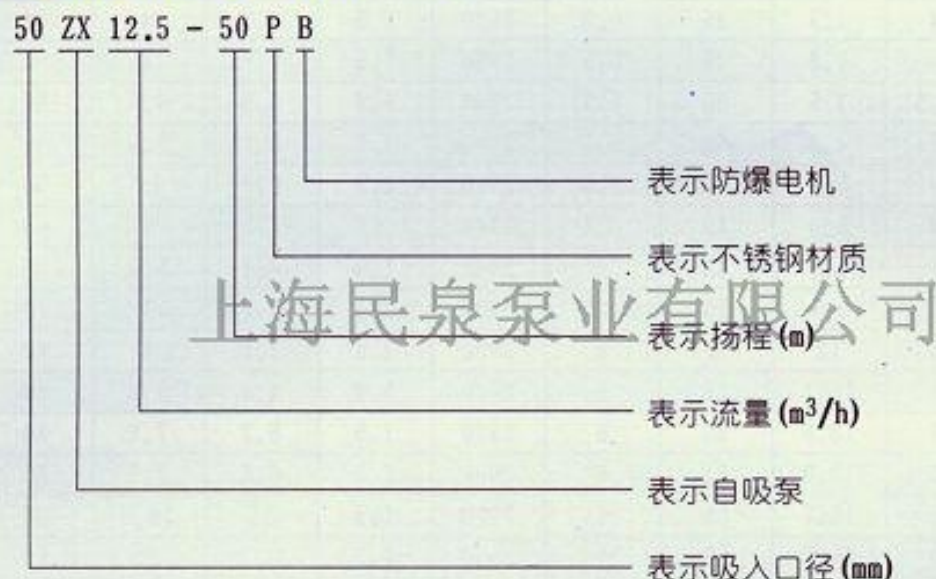 50 ZX 12.5 - 50 P B
表示防爆电机
表示不锈钢材质
上海民泉泵业有限公司
表示扬程(m)
表示流量(m³/h)
表示自吸泵
表示吸入口径(mm)